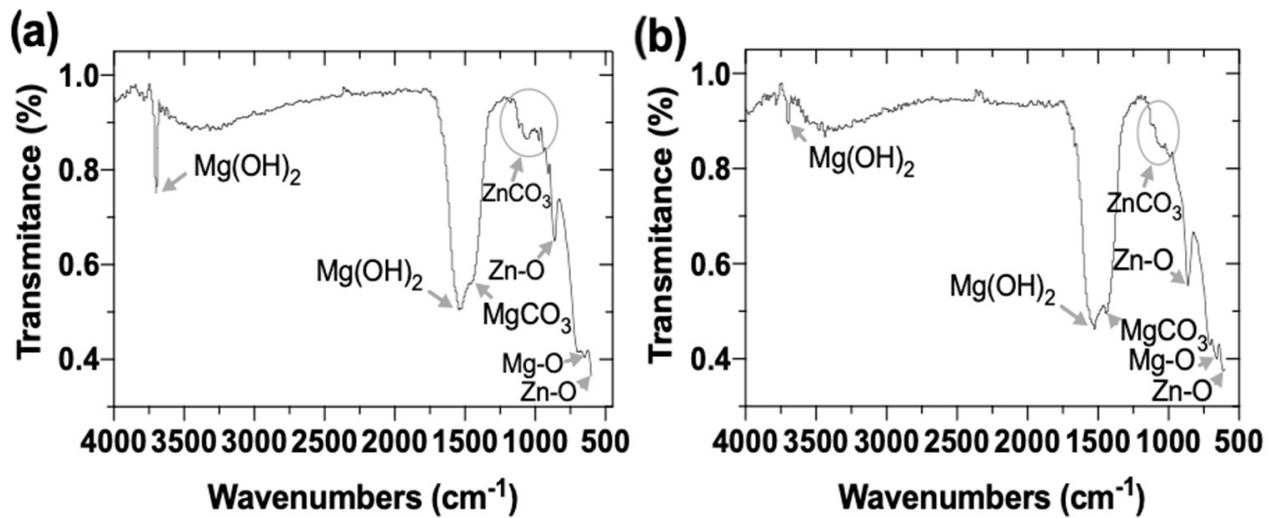 (a)
Transmitance (%)
1.0
0.8
0.6
0.4
Mg(OH)2
ZnCO3
Zn-O
Mg(OH)2
MgCO3
Mg-O
Zn-O
4000 3500 3000 2500 2000 1500 1000 500
Wavenumbers (cm-1)
(b)
Transmitance (%)
1.0
0.8
0.6
0.4
Mg(OH)2
ZnCO3
Zn-O
Mg(OH)2
MgCO3
Mg-O
Zn-O
4000 3500 3000 2500 2000 1500 1000 500
Wavenumbers (cm-1)